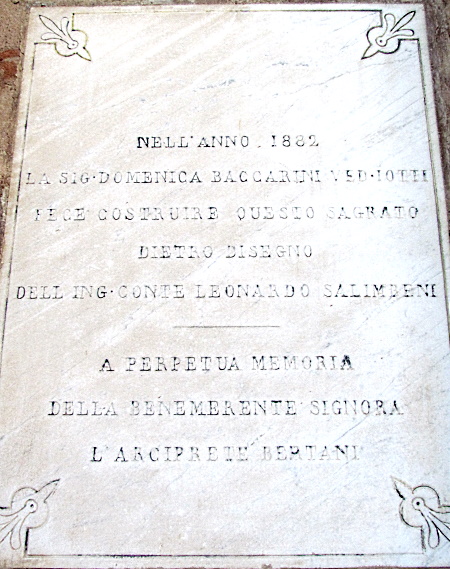 NELL'ANNO 1882
LA SIG·DOMENICA BACCARINI VED·IOTTI
FECE COSTRUIRE QUESTO SAGRATO
DIETRO DISEGNO
DELL'ING·CONTE LEONARDO SALIMBENI
A PERPETUA MEMORIA
DELLA BENEMERENTE SIGNORA
L'ARCIPRETE BERTANI